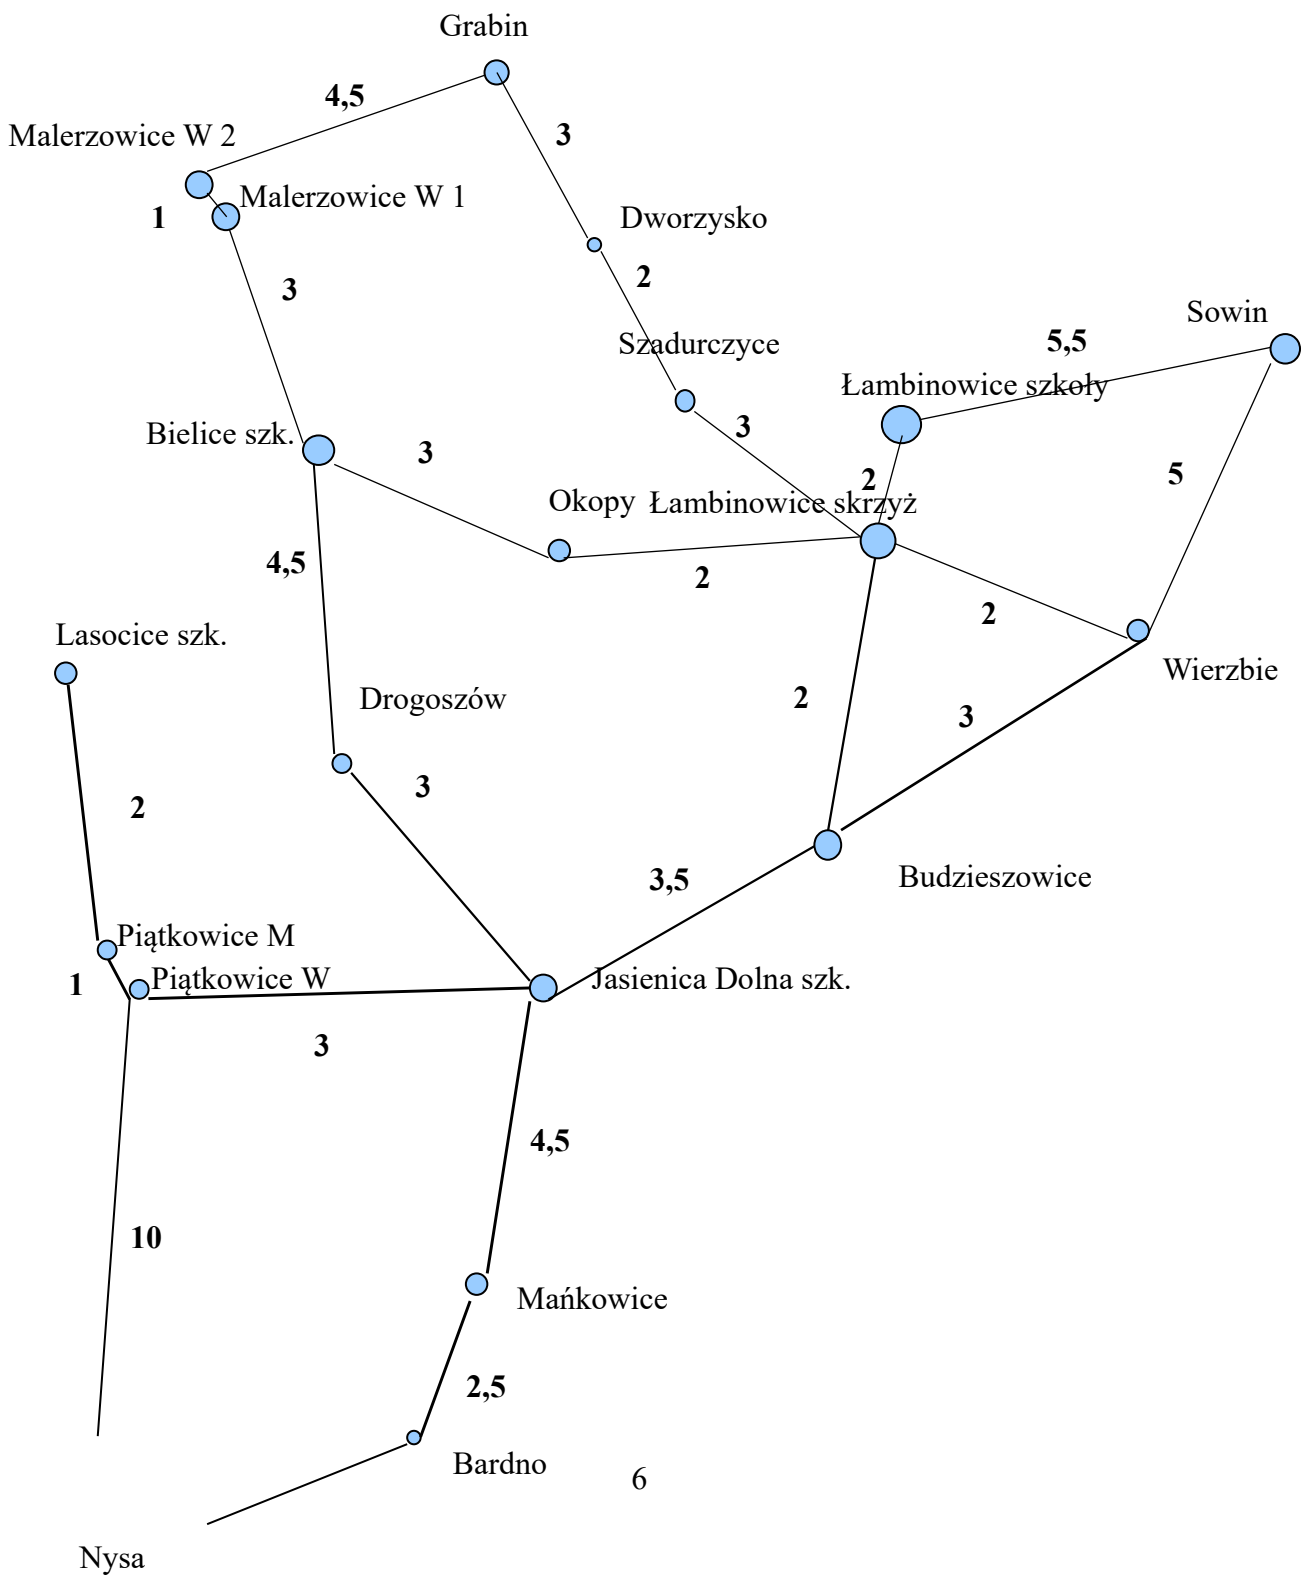 Grabin
4,5
3
Malerzowice W 2
Malerzowice W 1
1
Dworzysko
2
3
Sowin
5,5
Szadurczyce
Łambinowice szkoły
3
Bielice szk.
3
5
2
Okopy
Łambinowice skrzyż
4,5
2
2
Lasocice szk.
Wierzbie
Drogoszów
2
3
3
2
3,5
Budzieszowice
Piątkowice M
1
Piątkowice W
Jasienica Dolna szk.
3
4,5
10
Mańkowice
2,5
Bardno
6
Nysa